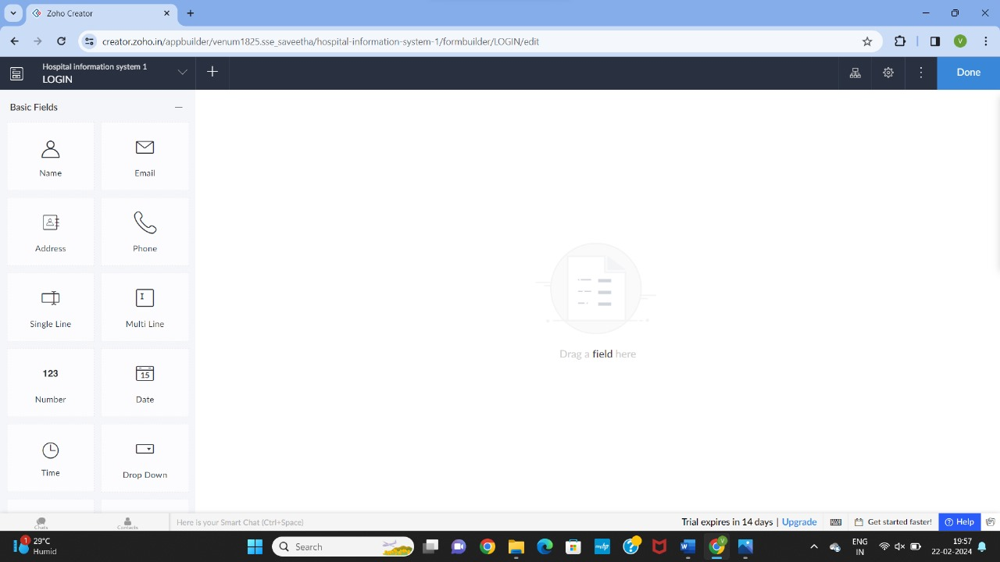 Zoho Creator
creator.zoho.in/appbuilder/venum1825.sse_saveetha/hospital-information-system-1/formbuilder/LOGIN/edit
V
Hospital information system 1
LOGIN
Done
Basic Fields
Name
Email
Address
Phone
Single Line
Multi Line
123
Number
15
Date
Time
Drop Down
Drag a field here
Chats
Contacts
Here is your Smart Chat (Ctrl+Space)
Trial expires in 14 days | Upgrade
Get started faster!
Help
1
29°C
Humid
Search
V
ENG
IN
19:57
22-02-2024